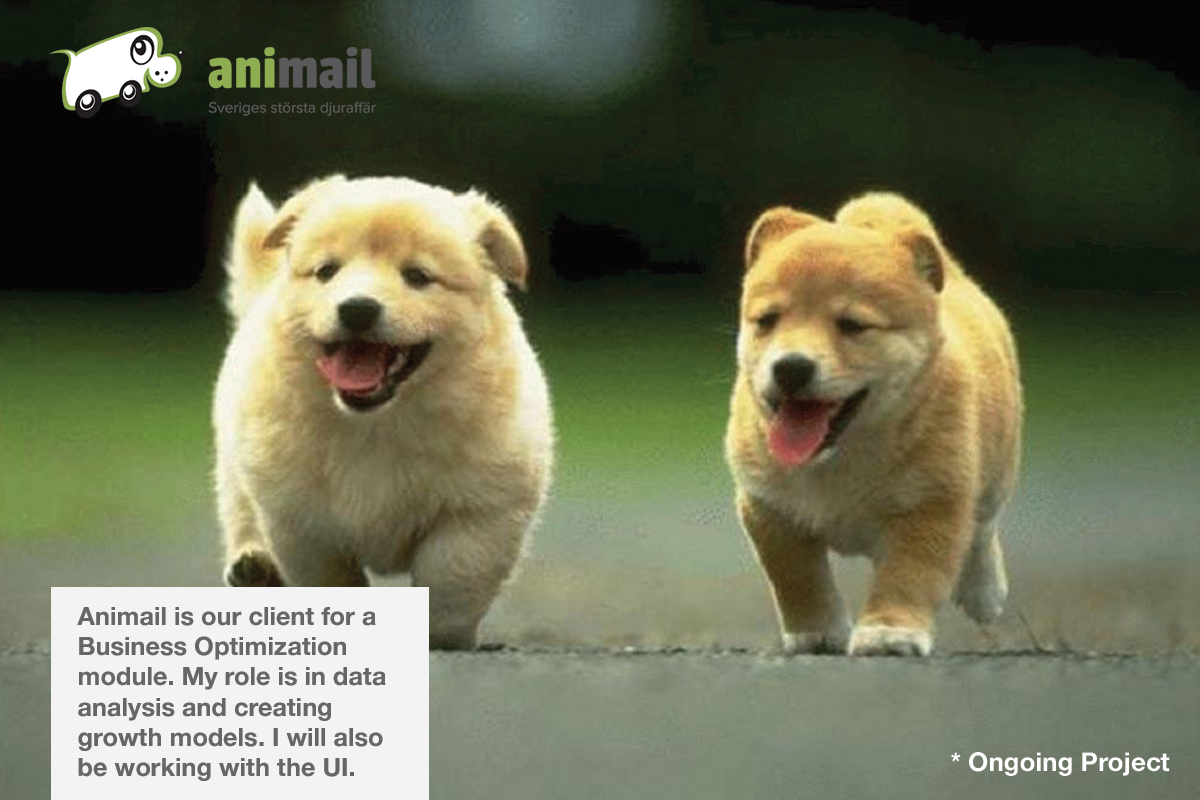 animail
Sveriges största djuraffär
Animail is our client for a
Business Optimization
module. My role is in data
analysis and creating
growth models. I will also
be working with the UI.
* Ongoing Project